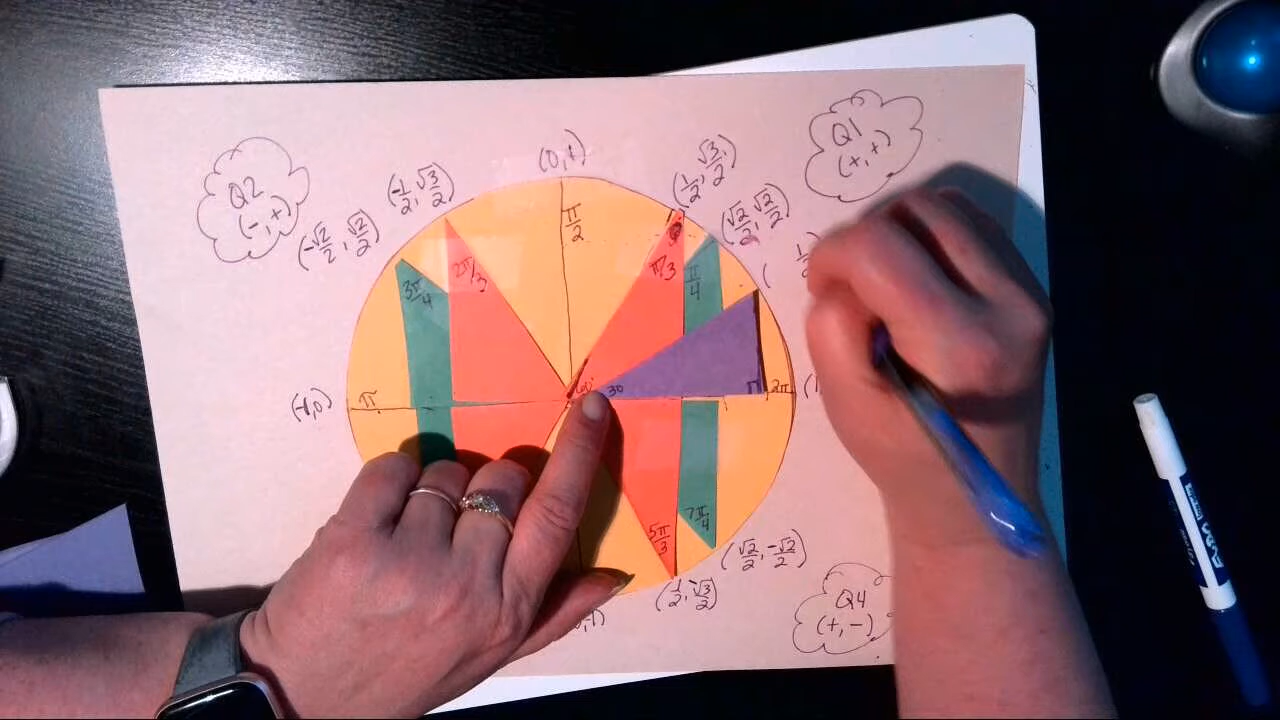 Q1
(+,+)
Q2
(-,+)
(0,1)
(1/2, √3/2)
(-1/2, √3/2)
(√2/2, √2/2)
(-√2/2, √2/2)
π/2
2π/3
π/3
3π/4
π/4
60°
30
(-1,0)
π
2π
5π/3
7π/4
(√2/2, -√2/2)
(1/2, -√3/2)
Q4
(+,-)